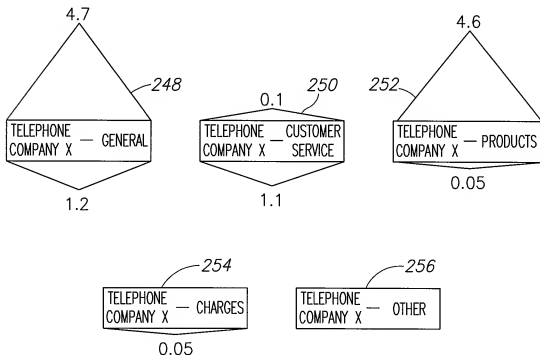 4.7
248
TELEPHONE
COMPANY X — GENERAL
1.2
0.1
250
TELEPHONE
COMPANY X — CUSTOMER
SERVICE
1.1
4.6
252
TELEPHONE
COMPANY X — PRODUCTS
0.05
254
TELEPHONE
COMPANY X — CHARGES
0.05
256
TELEPHONE
COMPANY X — OTHER